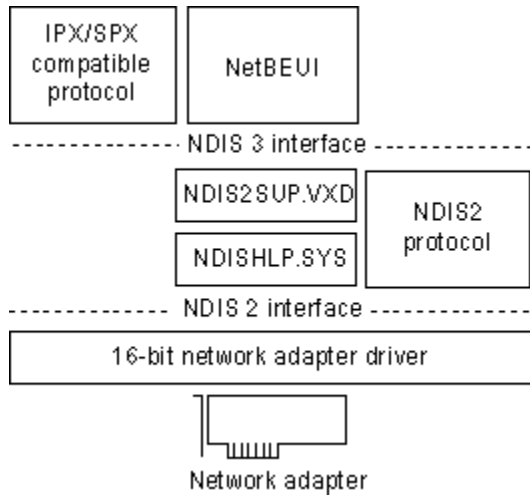 IPX/SPX
compatible
protocol
NetBEUI
NDIS 3 interface
NDIS2SUP.VXD
NDISHLP.SYS
NDIS2
protocol
NDIS 2 interface
16-bit network adapter driver
Network adapter